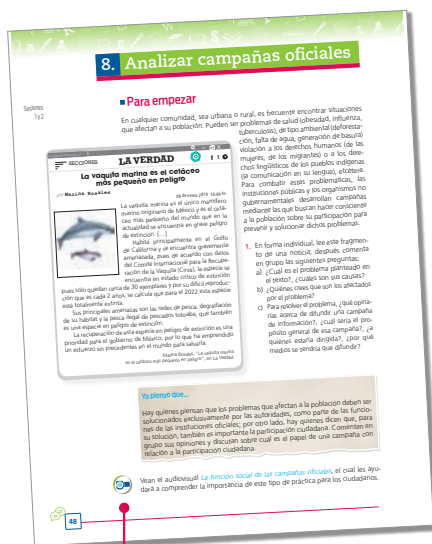 8. Analizar campañas oficiales
Sesiones
1 y 2
Para empezar
En cualquier comunidad, sea urbana o rural, es frecuente encontrar situaciones
que afectan a su población. Pueden ser problemas de salud (obesidad, influenza,
tuberculosis), de tipo ambiental (deforesta-
ción, falta de agua, generación de basura)
violación a los derechos humanos (de las
mujeres, de los migrantes) o a los dere-
chos lingüísticos de los pueblos indígenas
(la comunicación en su lengua), etcétera.
Para combatir estas problemáticas, las
instituciones públicas y los organismos no
gubernamentales desarrollan campañas
mediante las que buscan hacer consciente
a la población sobre su participación para
prevenir y solucionar dichos problemas.
SECCIONES
LA VERDAD
La vaquita marina es el cetáceo
más pequeño en peligro
por Marina Rosales
La vaquita marina es el único mamífero
marino originario de México y es el cetá-
ceo más pequeño del mundo que en la
actualidad se encuentra en grave peligro
de extinción. [...]
Habita principalmente en el Golfo
de California y se encuentra gravemente
amenazada, pues de acuerdo con datos
del Comité Internacional para la Recupe-
ración de la Vaquita (Cirva), la especie se
encuentra en estado crítico de extinción
pues sólo quedan cerca de 30 ejemplares y por su difícil reproduc-
ción que es cada 2 años, se calcula que para el 2022 esta especie
esté totalmente extinta.
Sus principales amenazas son las redes de pesca, degradación
de su hábitat y la pesca ilegal de pescados totoaba, que también
es una especie en peligro de extinción.
La recuperación de esta especie en Peligro de extinción es una
prioridad para el gobierno de México, por lo que ha emprendido
un esfuerzo sin precedentes en el mundo para salvarla.
Marina Rosales, "La vaquita marina
es el cetáceo más pequeño en peligro", en La Verdad.
1. En forma individual, lee este fragmen-
to de una noticia; después comenta
en grupo las siguientes preguntas:
a) ¿Cuál es el problema planteado en
el texto?, ¿cuáles son sus causas?
b) ¿Quiénes crees que son los afectados
por el problema?
c) Para resolver el problema, ¿qué opina-
rías acerca de difundir una campaña
de información?, ¿cuál sería el pro-
pósito general de esa campaña?, ¿a
quiénes estaría dirigida?, ¿por qué
medios se tendría que difundir?
Yo pienso que...
Hay quienes piensan que los problemas que afectan a la población deben ser
solucionados exclusivamente por las autoridades, como parte de las funcio-
nes de las instituciones oficiales; por otro lado, hay quienes dicen que, para
su solución, también es importante la participación ciudadana. Comenten en
grupo sus opiniones y discutan sobre cuál es el papel de una campaña con
relación a la participación ciudadana.
Vean el audiovisual La función social de las campañas oficiales, el cual les ayu-
dará a comprender la importancia de este tipo de práctica para los ciudadanos.
48